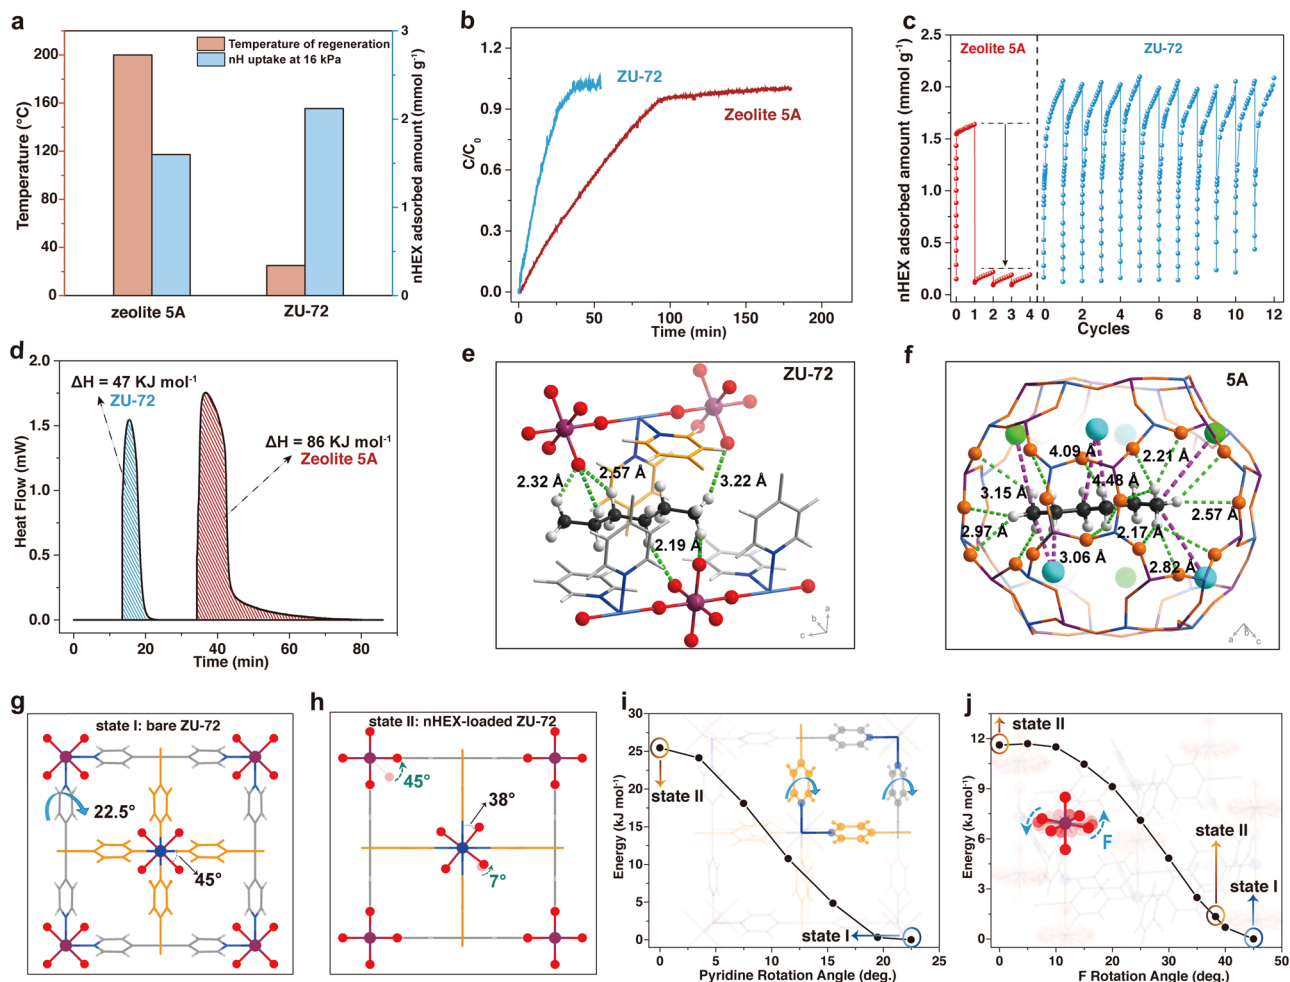 a
Temperature of regeneration
nH uptake at 16 kPa
Temperature (°C)
200
160
120
80
40
0
3
2
1
0
nHEX adsorbed amount (mmol g-1)
zeolite 5A
ZU-72
b
C/C0
1.2
0.9
0.6
0.3
0.0
ZU-72
Zeolite 5A
0 50 100 150 200
Time (min)
c
nHEX adsorbed amount (mmol g-1)
2.5
2.0
1.5
1.0
0.5
0.0
Zeolite 5A
ZU-72
0 1 2 3 4 0 2 4 6 8 10 12
Cycles
d
Heat Flow (mW)
2.0
1.5
1.0
0.5
0.0
ΔH = 47 KJ mol-1
ZU-72
ΔH = 86 KJ mol-1
Zeolite 5A
0 20 40 60 80
Time (min)
e
ZU-72
2.32 Å
2.57 Å
3.22 Å
2.19 Å
a
b
c
f
5A
4.09 Å
2.21 Å
3.15 Å
4.48 Å
2.57 Å
2.97 Å
2.17 Å
3.06 Å
2.82 Å
a b c
g
state I: bare ZU-72
22.5°
45°
h
state II: nHEX-loaded ZU-72
45°
38°
7°
i
Energy (kJ mol-1)
30
25
20
15
10
5
0
state II
state I
0 5 10 15 20 25
Pyridine Rotation Angle (deg.)
j
Energy (kJ mol-1)
12
9
6
3
0
state II
F
state II
state I
0 10 20 30 40 50
F Rotation Angle (deg.)